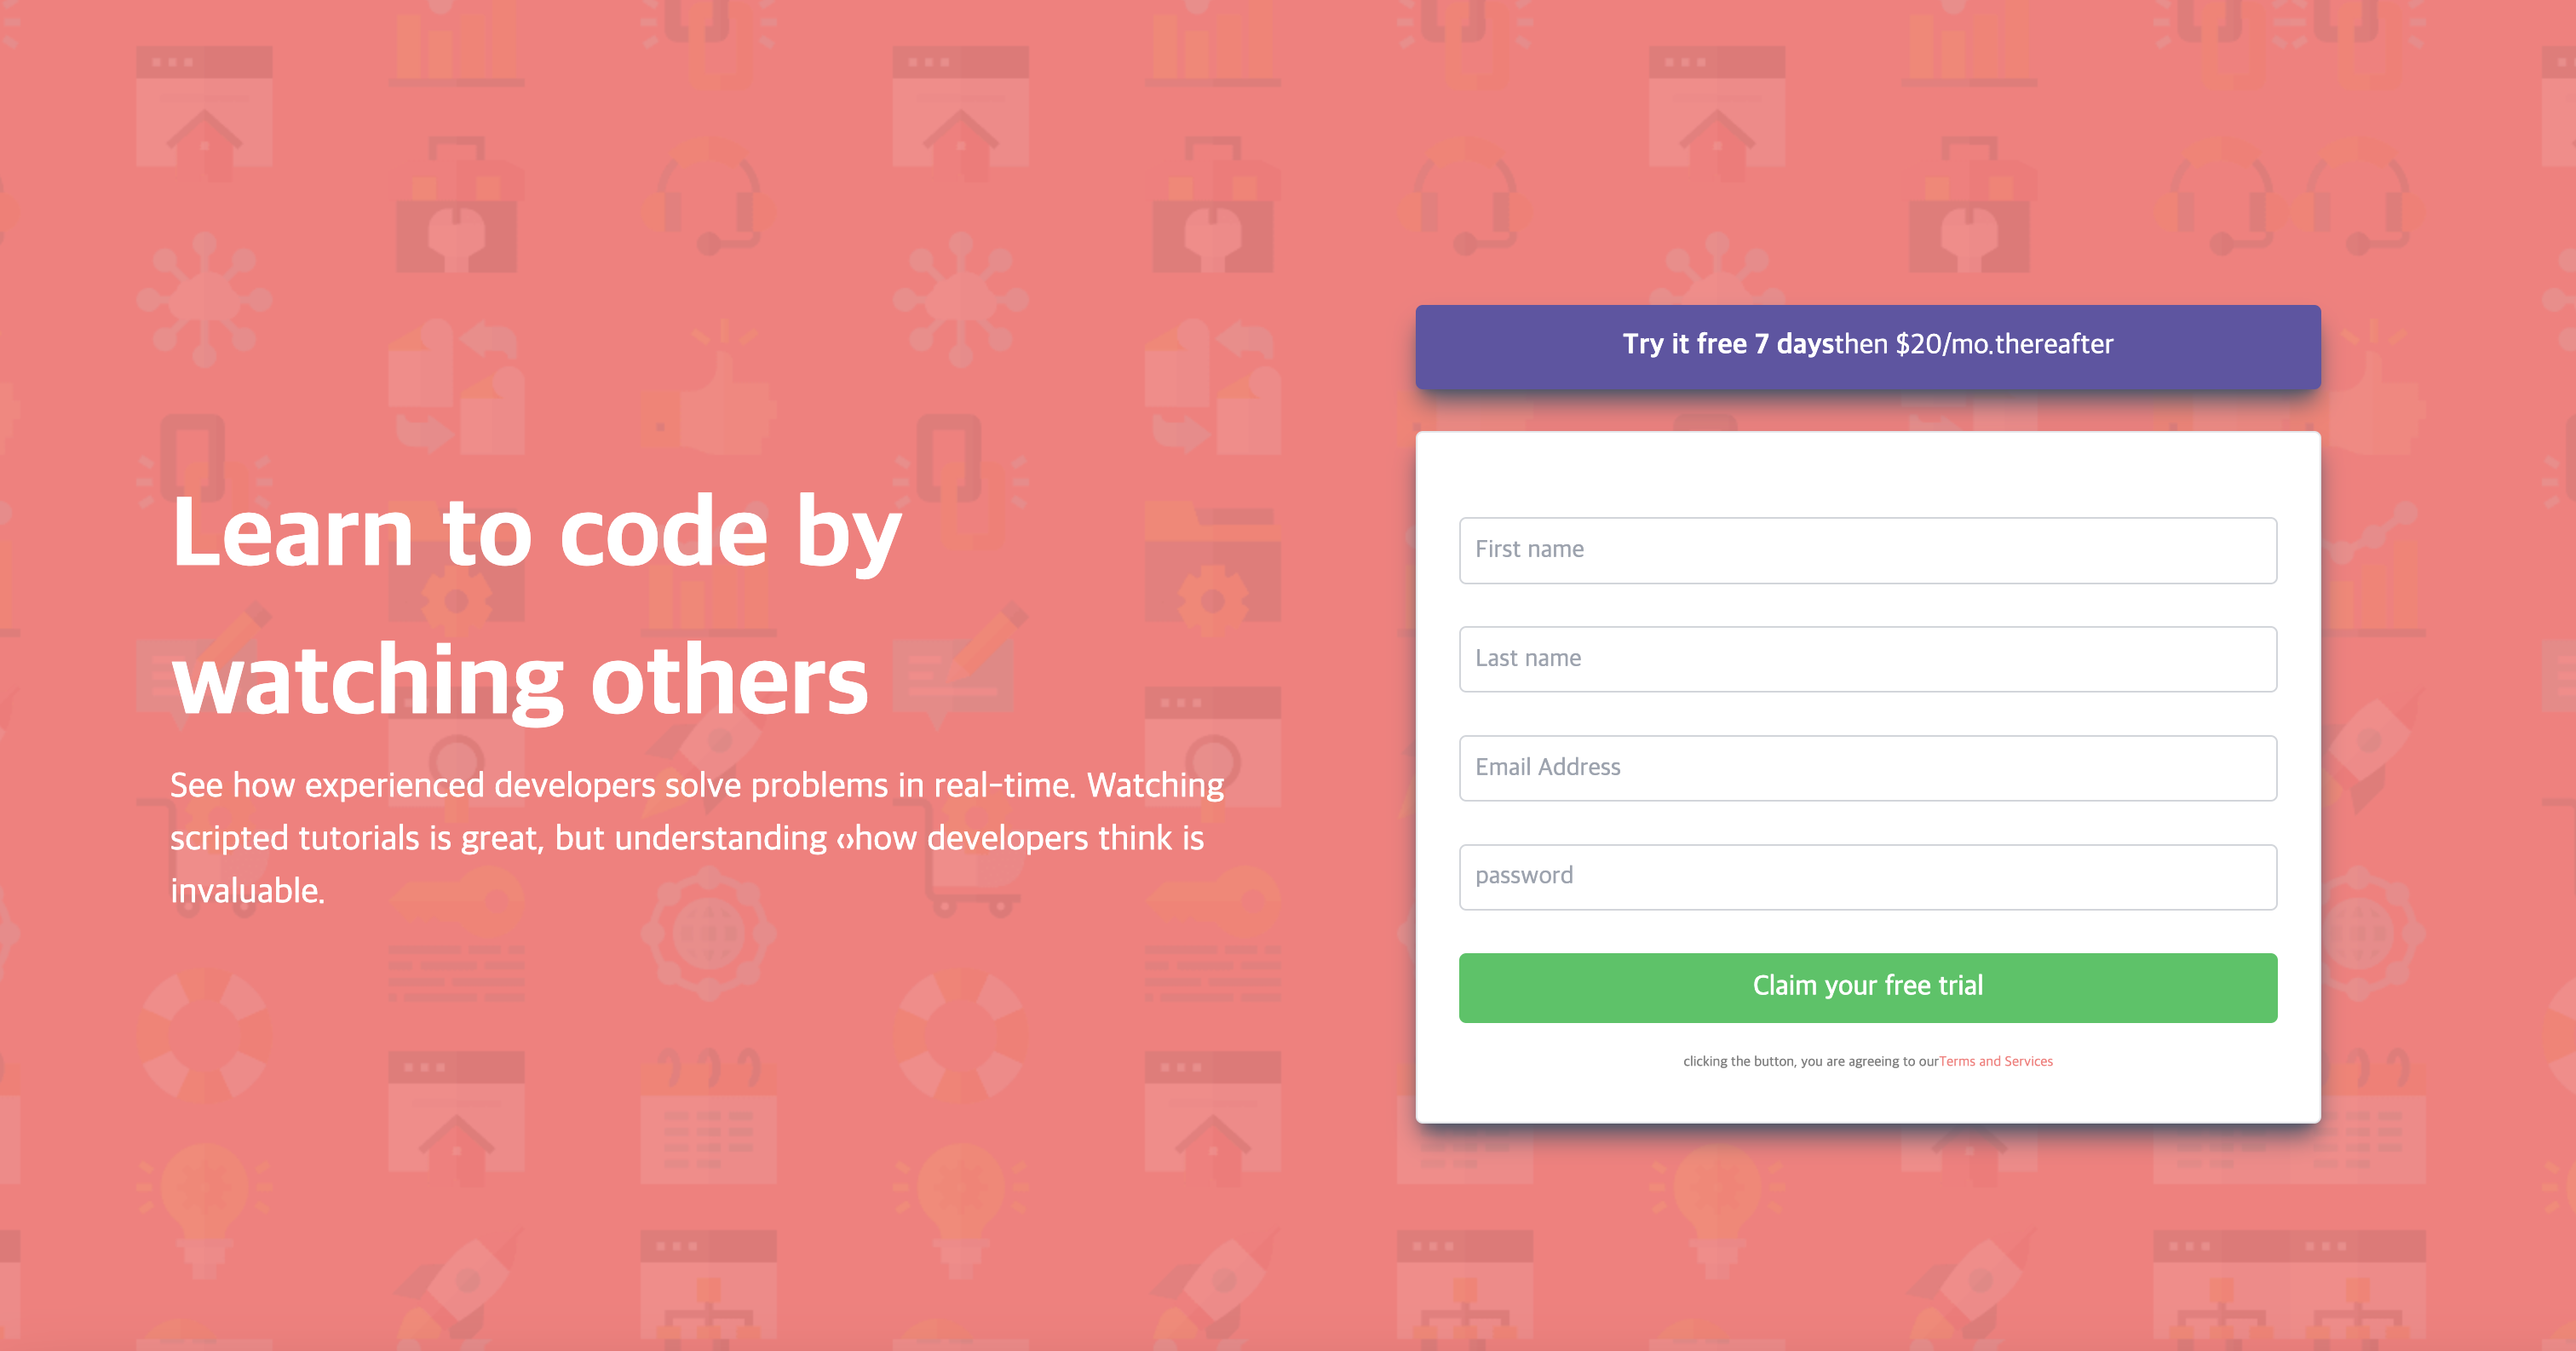 Learn to code by
watching others
See how experienced developers solve problems in real-time. Watching
scripted tutorials is great, but understanding ‹›how developers think is
invaluable.
Try it free 7 daysthen $20/mo.thereafter
First name
Last name
Email Address
password
Claim your free trial
clicking the button, you are agreeing to ourTerms and Services